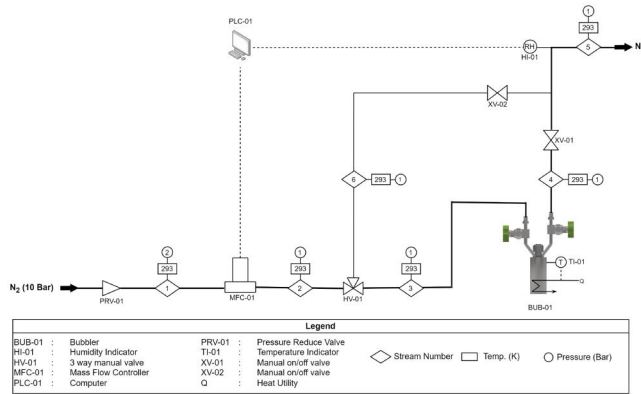 PLC-01
1
293
5
N
RH
HI-01
XV-02
XV-01
6
293
1
4
293
1
2
293
1
1
293
2
1
293
3
T
TI-01
Q
N2 (10 Bar)
PRV-01
MFC-01
HV-01
BUB-01
Legend
BUB-01 : Bubbler
HI-01 : Humidity Indicator
HV-01 : 3 way manual valve
MFC-01 : Mass Flow Controller
PLC-01 : Computer
PRV-01 : Pressure Reduce Valve
TI-01 : Temperature Indicator
XV-01 : Manual on/off valve
XV-02 : Manual on/off valve
Q : Heat Utility
Stream Number
Temp. (K)
Pressure (Bar)